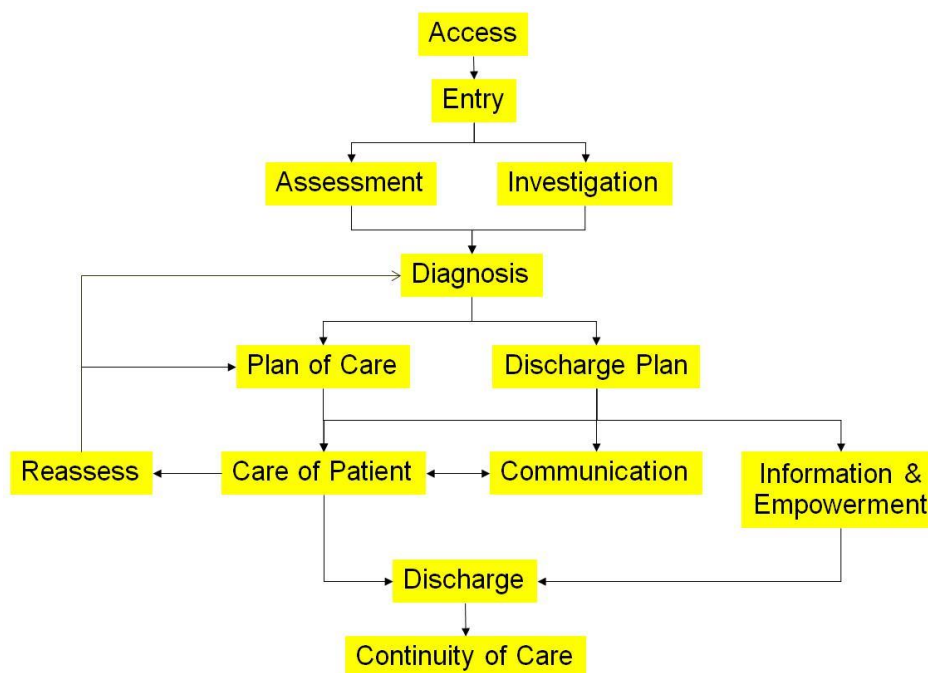 Access
Entry
Assessment
Investigation
Diagnosis
Plan of Care
Discharge Plan
Reassess
Care of Patient
Communication
Information &
Empowerment
Discharge
Continuity of Care